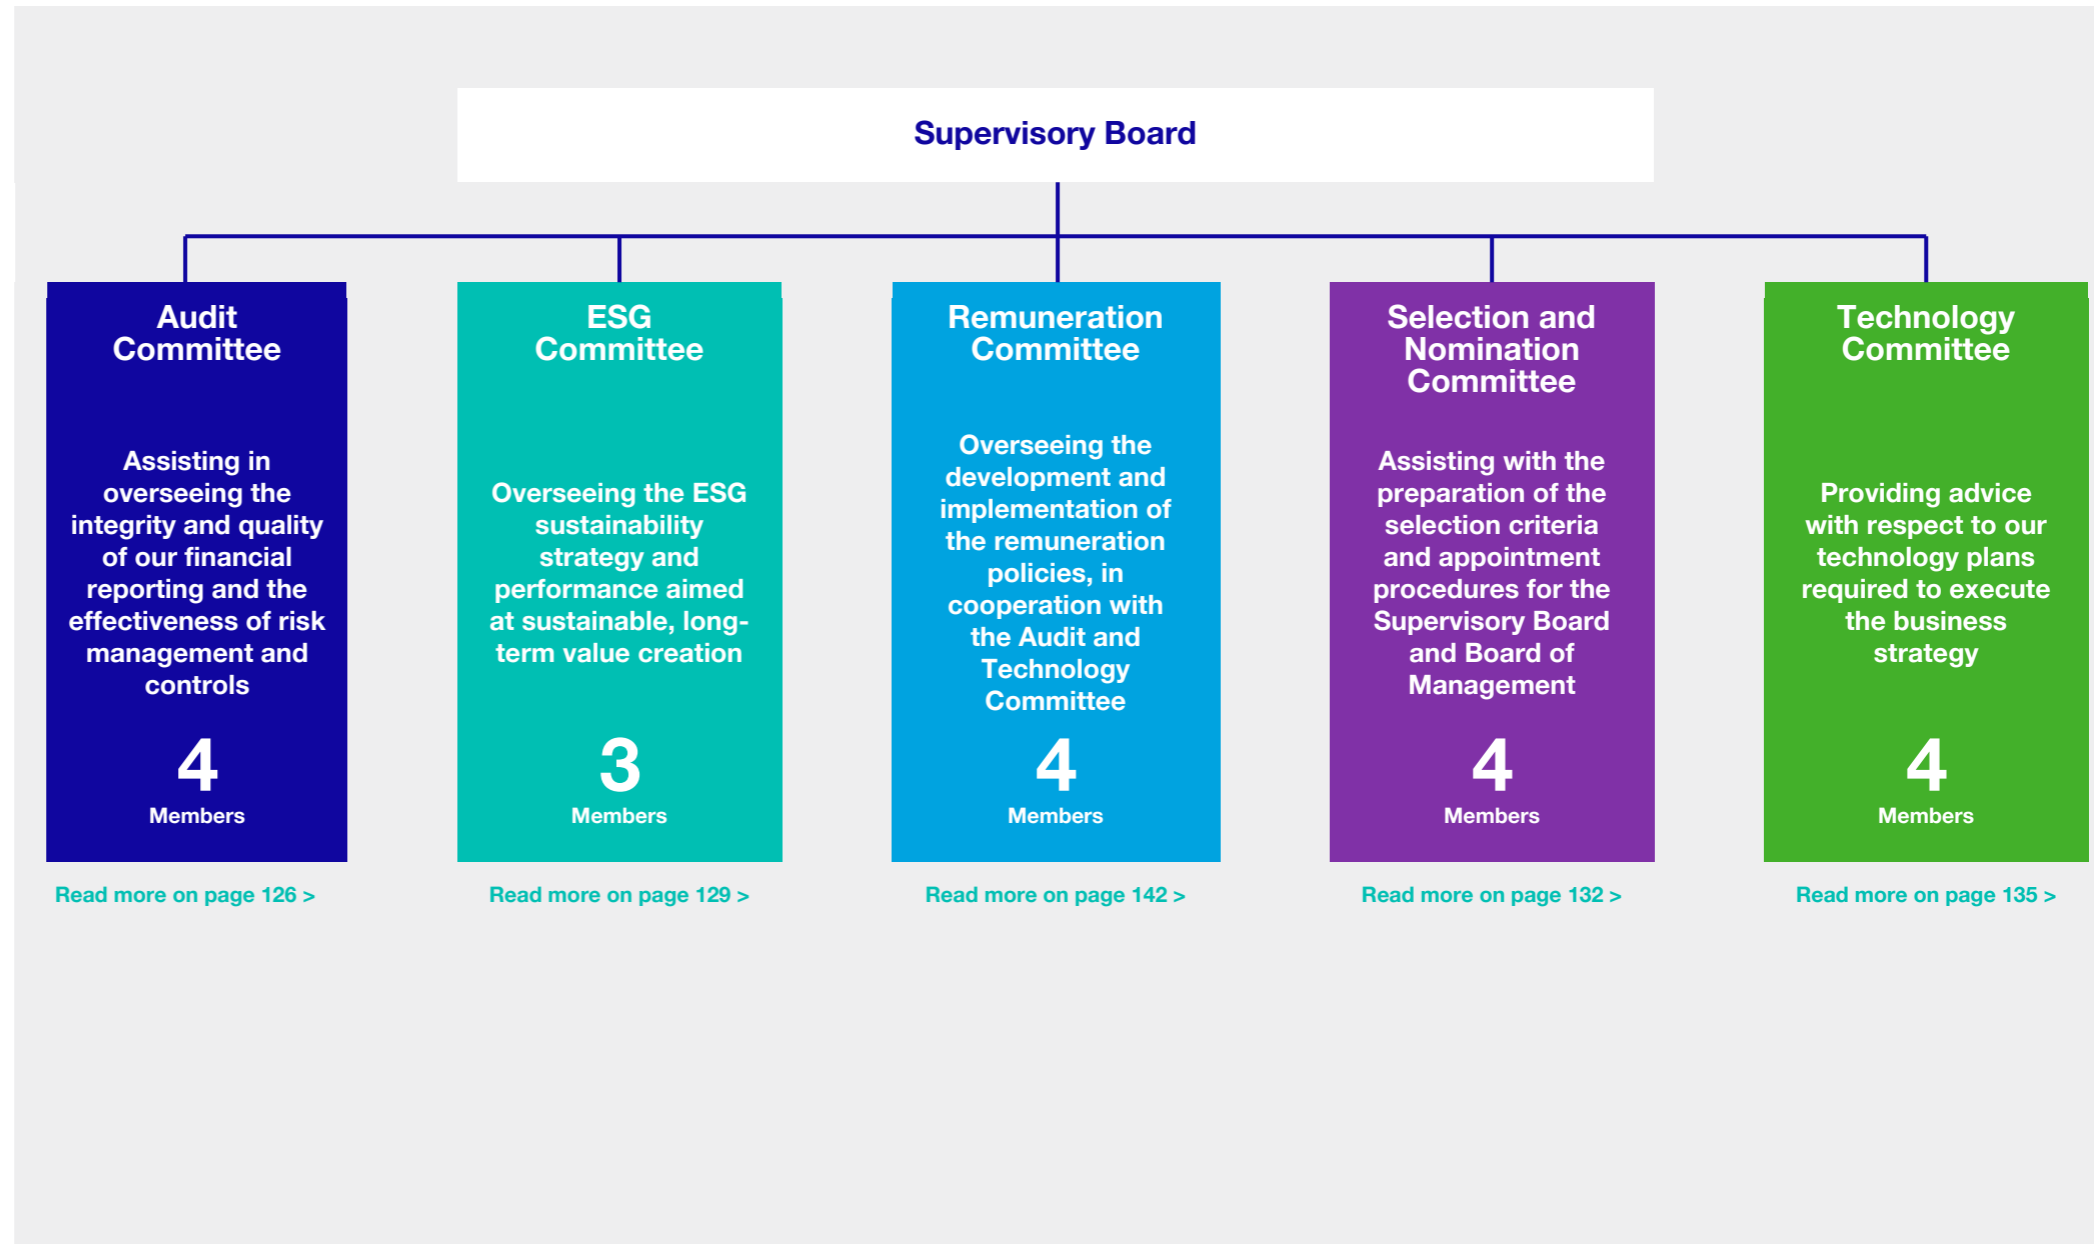 Supervisory Board
Audit
Committee
Assisting in
overseeing the
integrity and quality
of our financial
reporting and the
effectiveness of risk
management and
controls
4
Members
Read more on page 126 >
ESG
Committee
Overseeing the ESG
sustainability
strategy and
performance aimed
at sustainable, long-
term value creation
3
Members
Read more on page 129 >
Remuneration
Committee
Overseeing the
development and
implementation of
the remuneration
policies, in
cooperation with
the Audit and
Technology
Committee
4
Members
Read more on page 142 >
Selection and
Nomination
Committee
Assisting with the
preparation of the
selection criteria
and appointment
procedures for the
Supervisory Board
and Board of
Management
4
Members
Read more on page 132 >
Technology
Committee
Providing advice
with respect to our
technology plans
required to execute
the business
strategy
4
Members
Read more on page 135 >